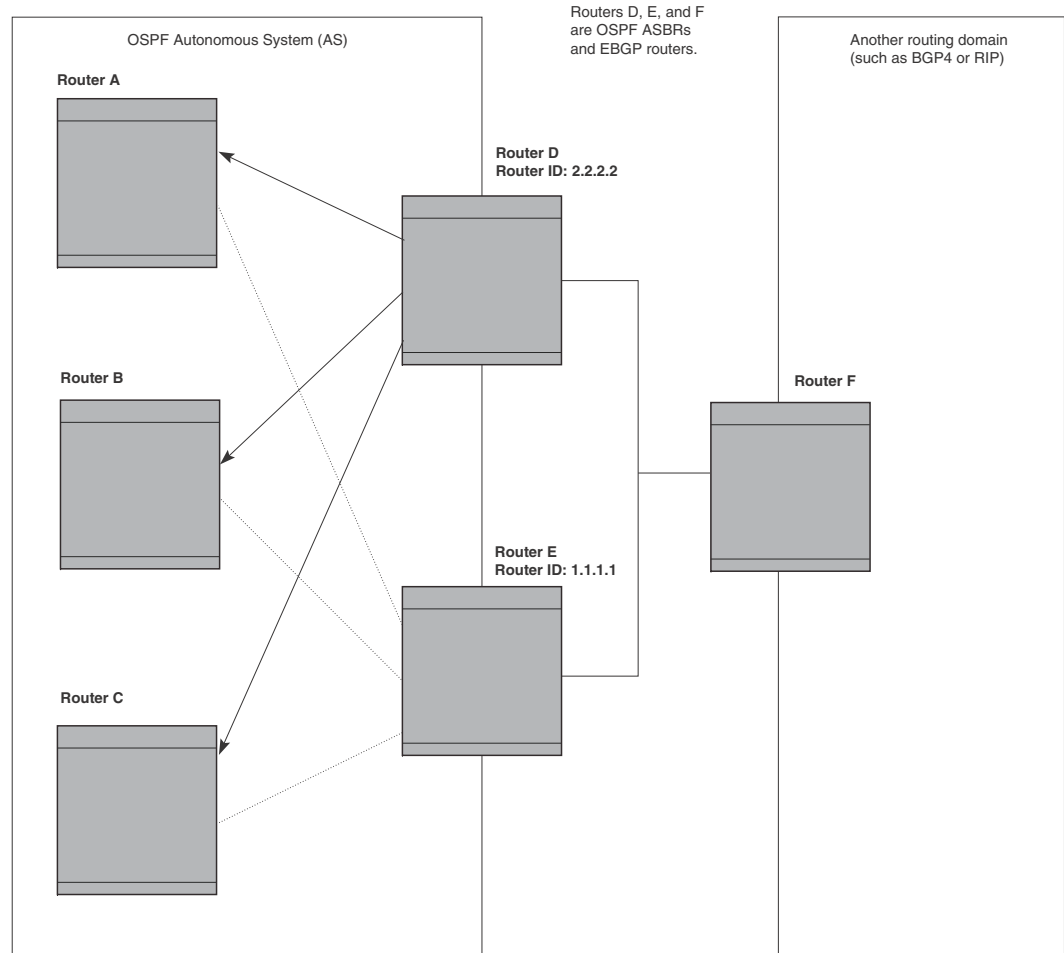 Routers D, E, and F
are OSPF ASBRs
and EBGP routers.
OSPF Autonomous System (AS)
Another routing domain
(such as BGP4 or RIP)
Router A
Router D
Router ID: 2.2.2.2
Router B
Router F
Router E
Router ID: 1.1.1.1
Router C